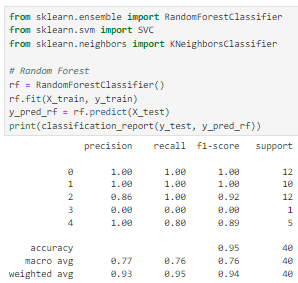 from sklearn.ensemble import RandomForestClassifier
from sklearn.svm import SVC
from sklearn.neighbors import KNeighborsClassifier
# Random Forest
rf = RandomForestClassifier()
rf.fit(X_train, y_train)
y_pred_rf = rf.predict(X_test)
print(classification_report(y_test, y_pred_rf))
precision recall f1-score support
0 1.00 1.00 1.00 12
1 1.00 1.00 1.00 10
2 0.86 1.00 0.92 12
3 0.00 0.00 0.00 1
4 1.00 0.80 0.89 5
accuracy 0.95 40
macro avg 0.77 0.76 0.76 40
weighted avg 0.93 0.95 0.94 40